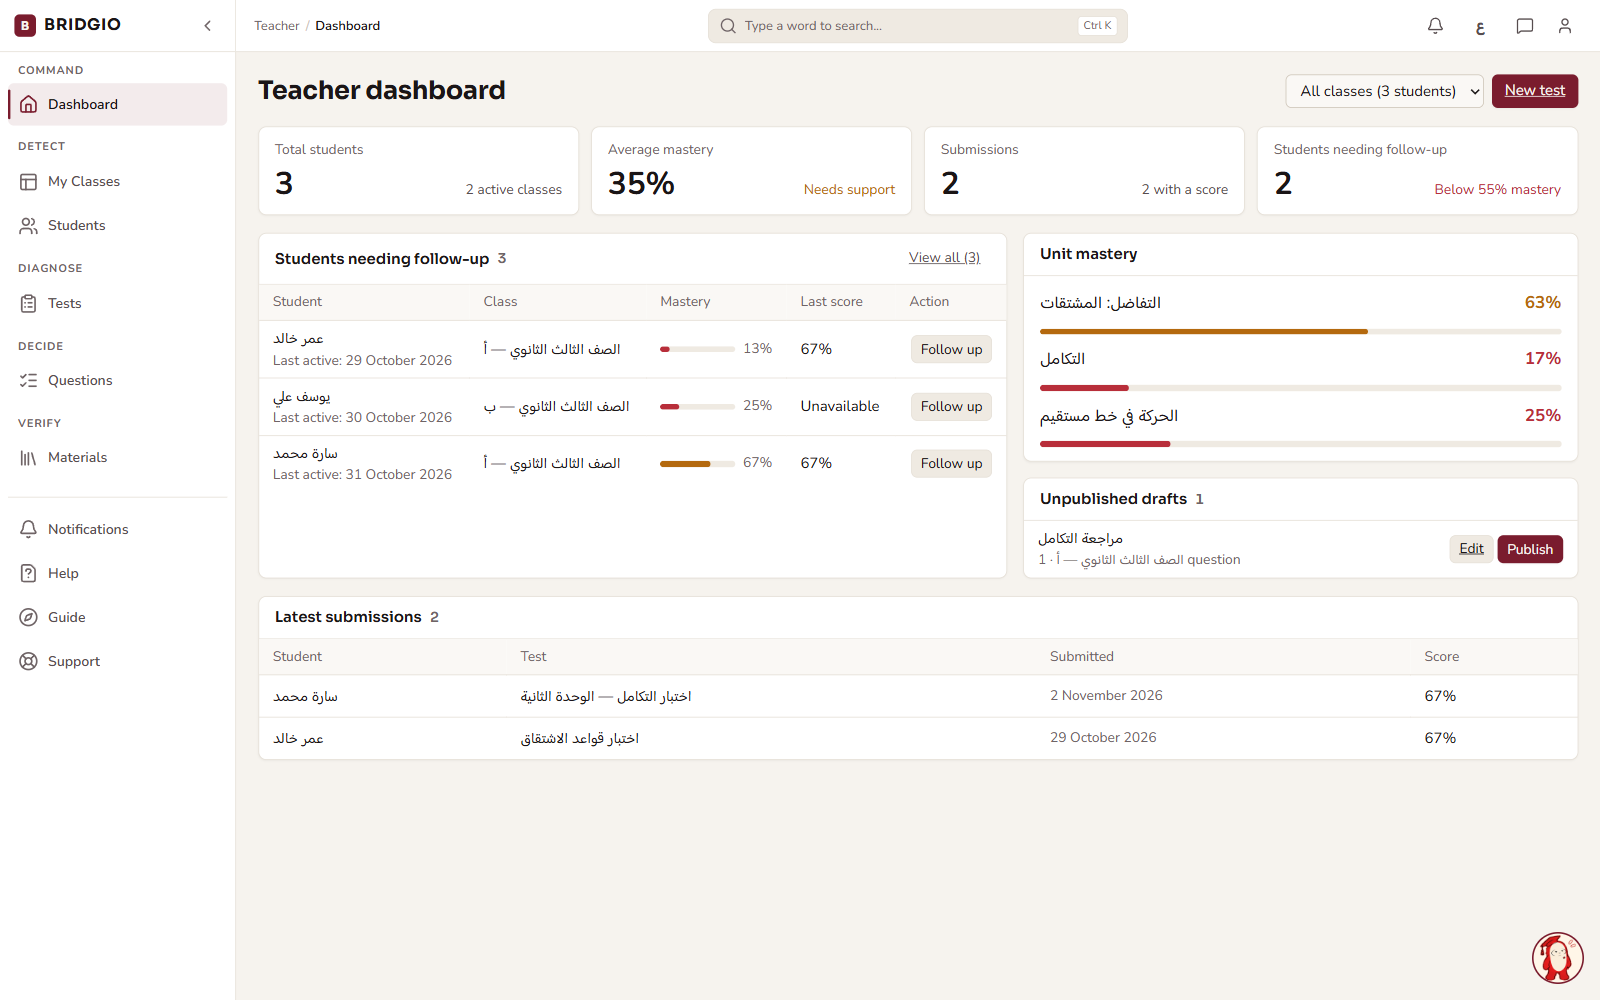 B BRIDGIO
COMMAND
Dashboard
DETECT
My Classes
Students
DIAGNOSE
Tests
DECIDE
Questions
VERIFY
Materials
Notifications
Help
Guide
Support
Teacher / Dashboard
Type a word to search...
Ctrl K
ع
Teacher dashboard
All classes (3 students)
New test
Total students
3
2 active classes
Average mastery
35%
Needs support
Submissions
2
2 with a score
Students needing follow-up
2
Below 55% mastery
Students needing follow-up 3
View all (3)
Student Class Mastery Last score Action
عمر خالد
Last active: 29 October 2026
الصف الثالث الثانوي — أ
13%
67%
Follow up
يوسف علي
Last active: 30 October 2026
الصف الثالث الثانوي — ب
25%
Unavailable
Follow up
سارة محمد
Last active: 31 October 2026
الصف الثالث الثانوي — أ
67%
67%
Follow up
Unit mastery
التفاضل: المشتقات
63%
التكامل
17%
الحركة في خط مستقيم
25%
Unpublished drafts 1
مراجعة التكامل
الصف الثالث الثانوي — أ · 1 question
Edit
Publish
Latest submissions 2
Student Test Submitted Score
سارة محمد
اختبار التكامل — الوحدة الثانية
2 November 2026
67%
عمر خالد
اختبار قواعد الاشتقاق
29 October 2026
67%